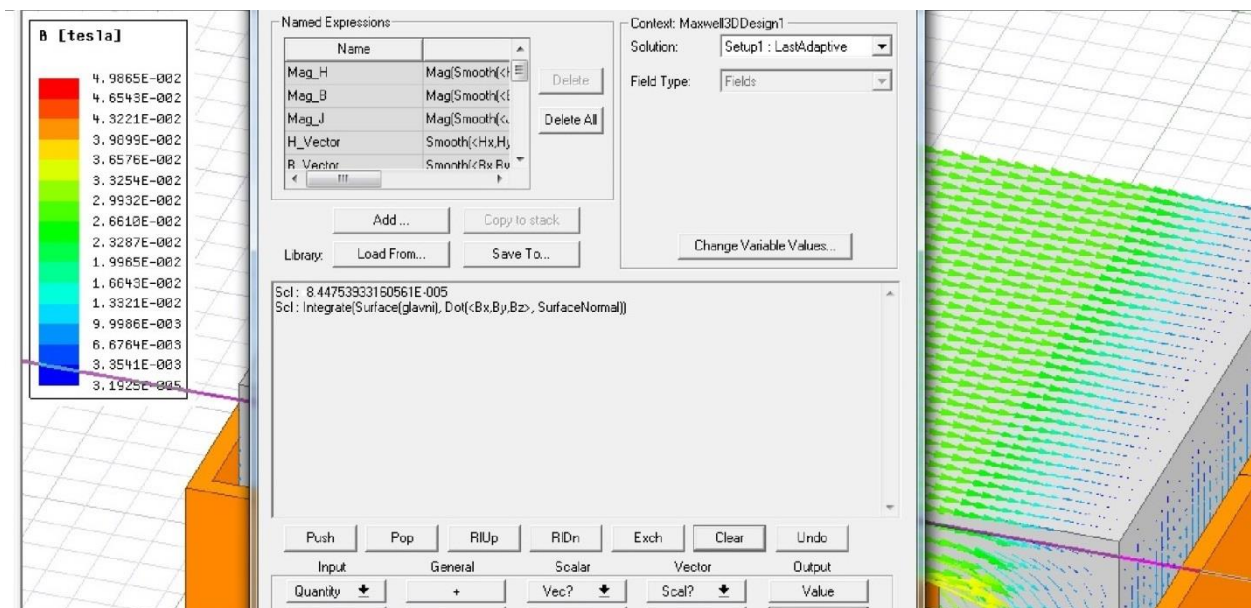 B [tesla]
4.9865E-002
4.6543E-002
4.3221E-002
3.9899E-002
3.6576E-002
3.3254E-002
2.9932E-002
2.6610E-002
2.3287E-002
1.9965E-002
1.6643E-002
1.3321E-002
9.9986E-003
6.6764E-003
3.3541E-003
3.1925E-005
Named Expressions
Name
Mag_H Mag(Smooth(<H
Mag_B Mag(Smooth(<B
Mag_J Mag(Smooth(<J
H_Vector Smooth(<Hx,Hy
B_Vector Smooth(<Bx,By
Delete
Delete All
Add ...
Copy to stack
Library:
Load From...
Save To...
Context: Maxwell3DDesign1
Solution: Setup1 : LastAdaptive
Field Type: Fields
Change Variable Values...
Scl : 8.44753933160561E-005
Scl : Integrate(Surface(glavni), Dot(<Bx,By,Bz>, SurfaceNormal))
Push Pop RlUp RlDn Exch Clear Undo
Input General Scalar Vector Output
Quantity + Vec? Scal? Value